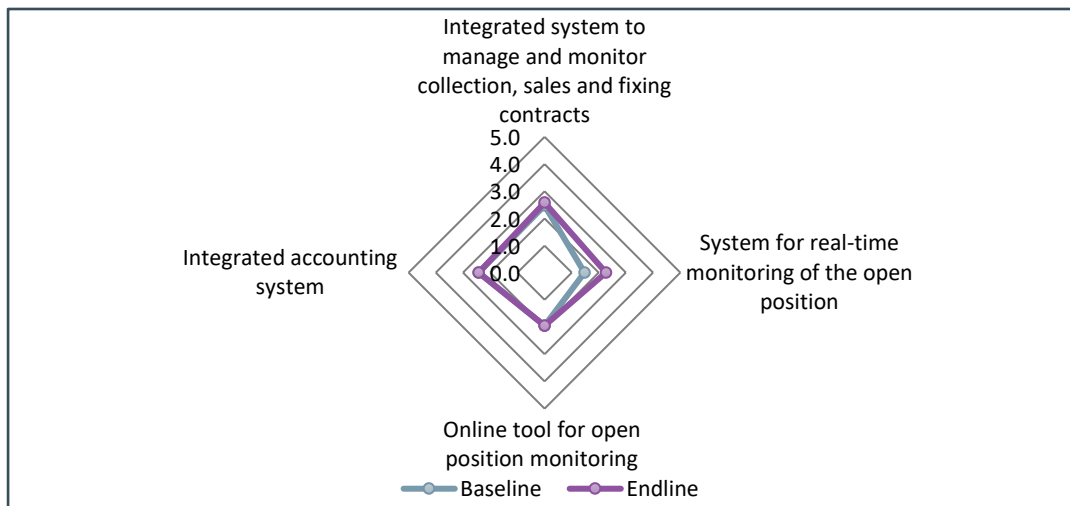 Integrated system to
manage and monitor
collection, sales and fixing
contracts
5.0
4.0
3.0
2.0
1.0
0.0
System for real-time
monitoring of the open
position
Integrated accounting
system
Online tool for open
position monitoring
Baseline
Endline